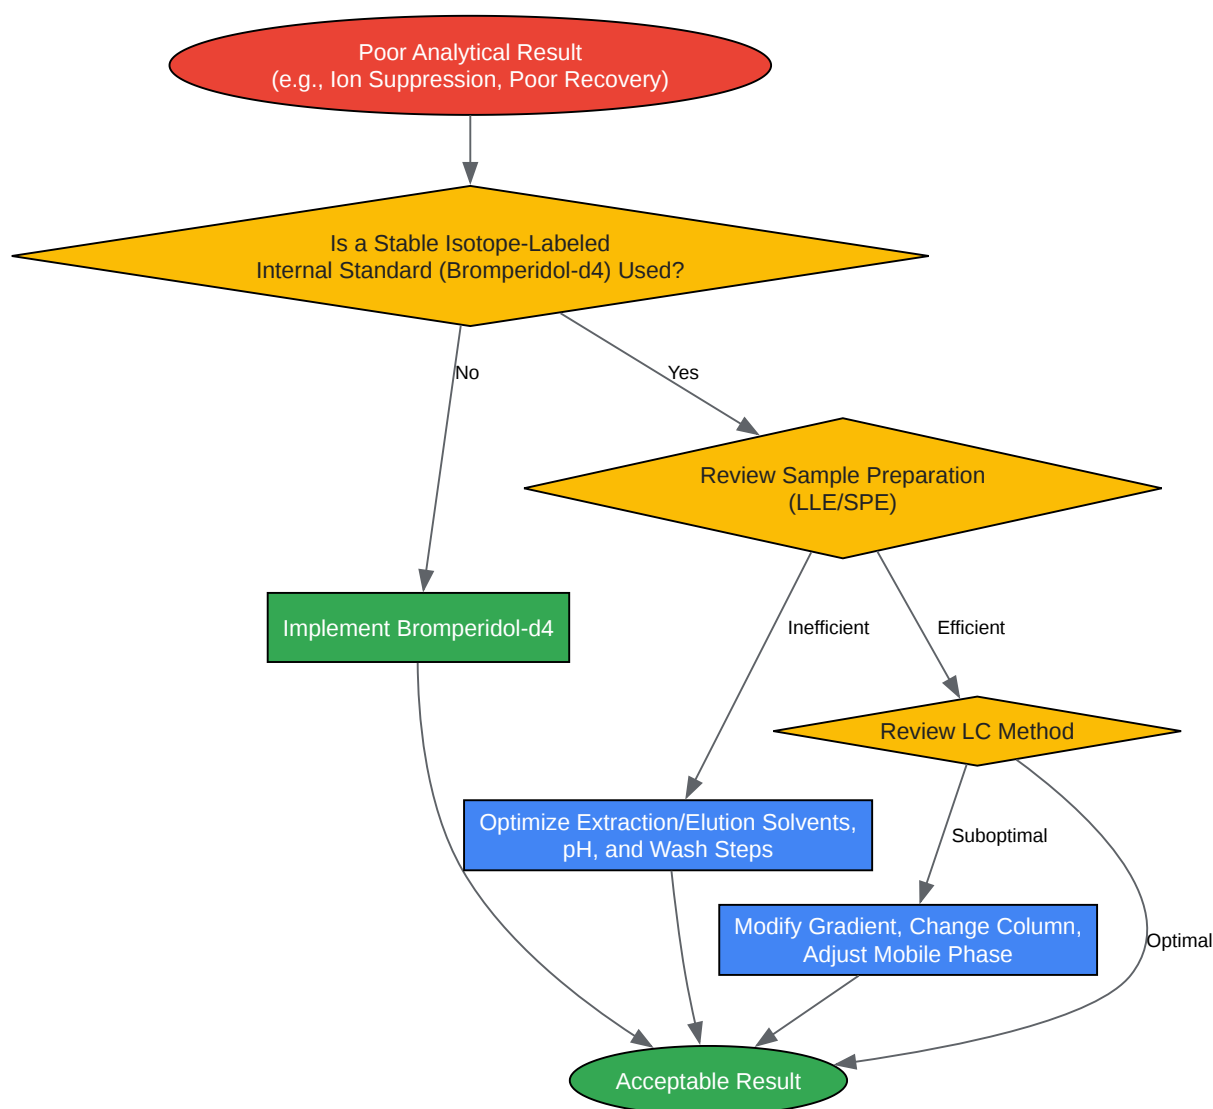 Poor Analytical Result
(e.g., Ion Suppression, Poor Recovery)
Is a Stable Isotope-Labeled
Internal Standard (Bromperidol-d4) Used?
No
Yes
Review Sample Preparation
(LLE/SPE)
Implement Bromperidol-d4
Inefficient
Efficient
Review LC Method
Optimize Extraction/Elution Solvents,
pH, and Wash Steps
Suboptimal
Modify Gradient, Change Column,
Adjust Mobile Phase
Optimal
Acceptable Result